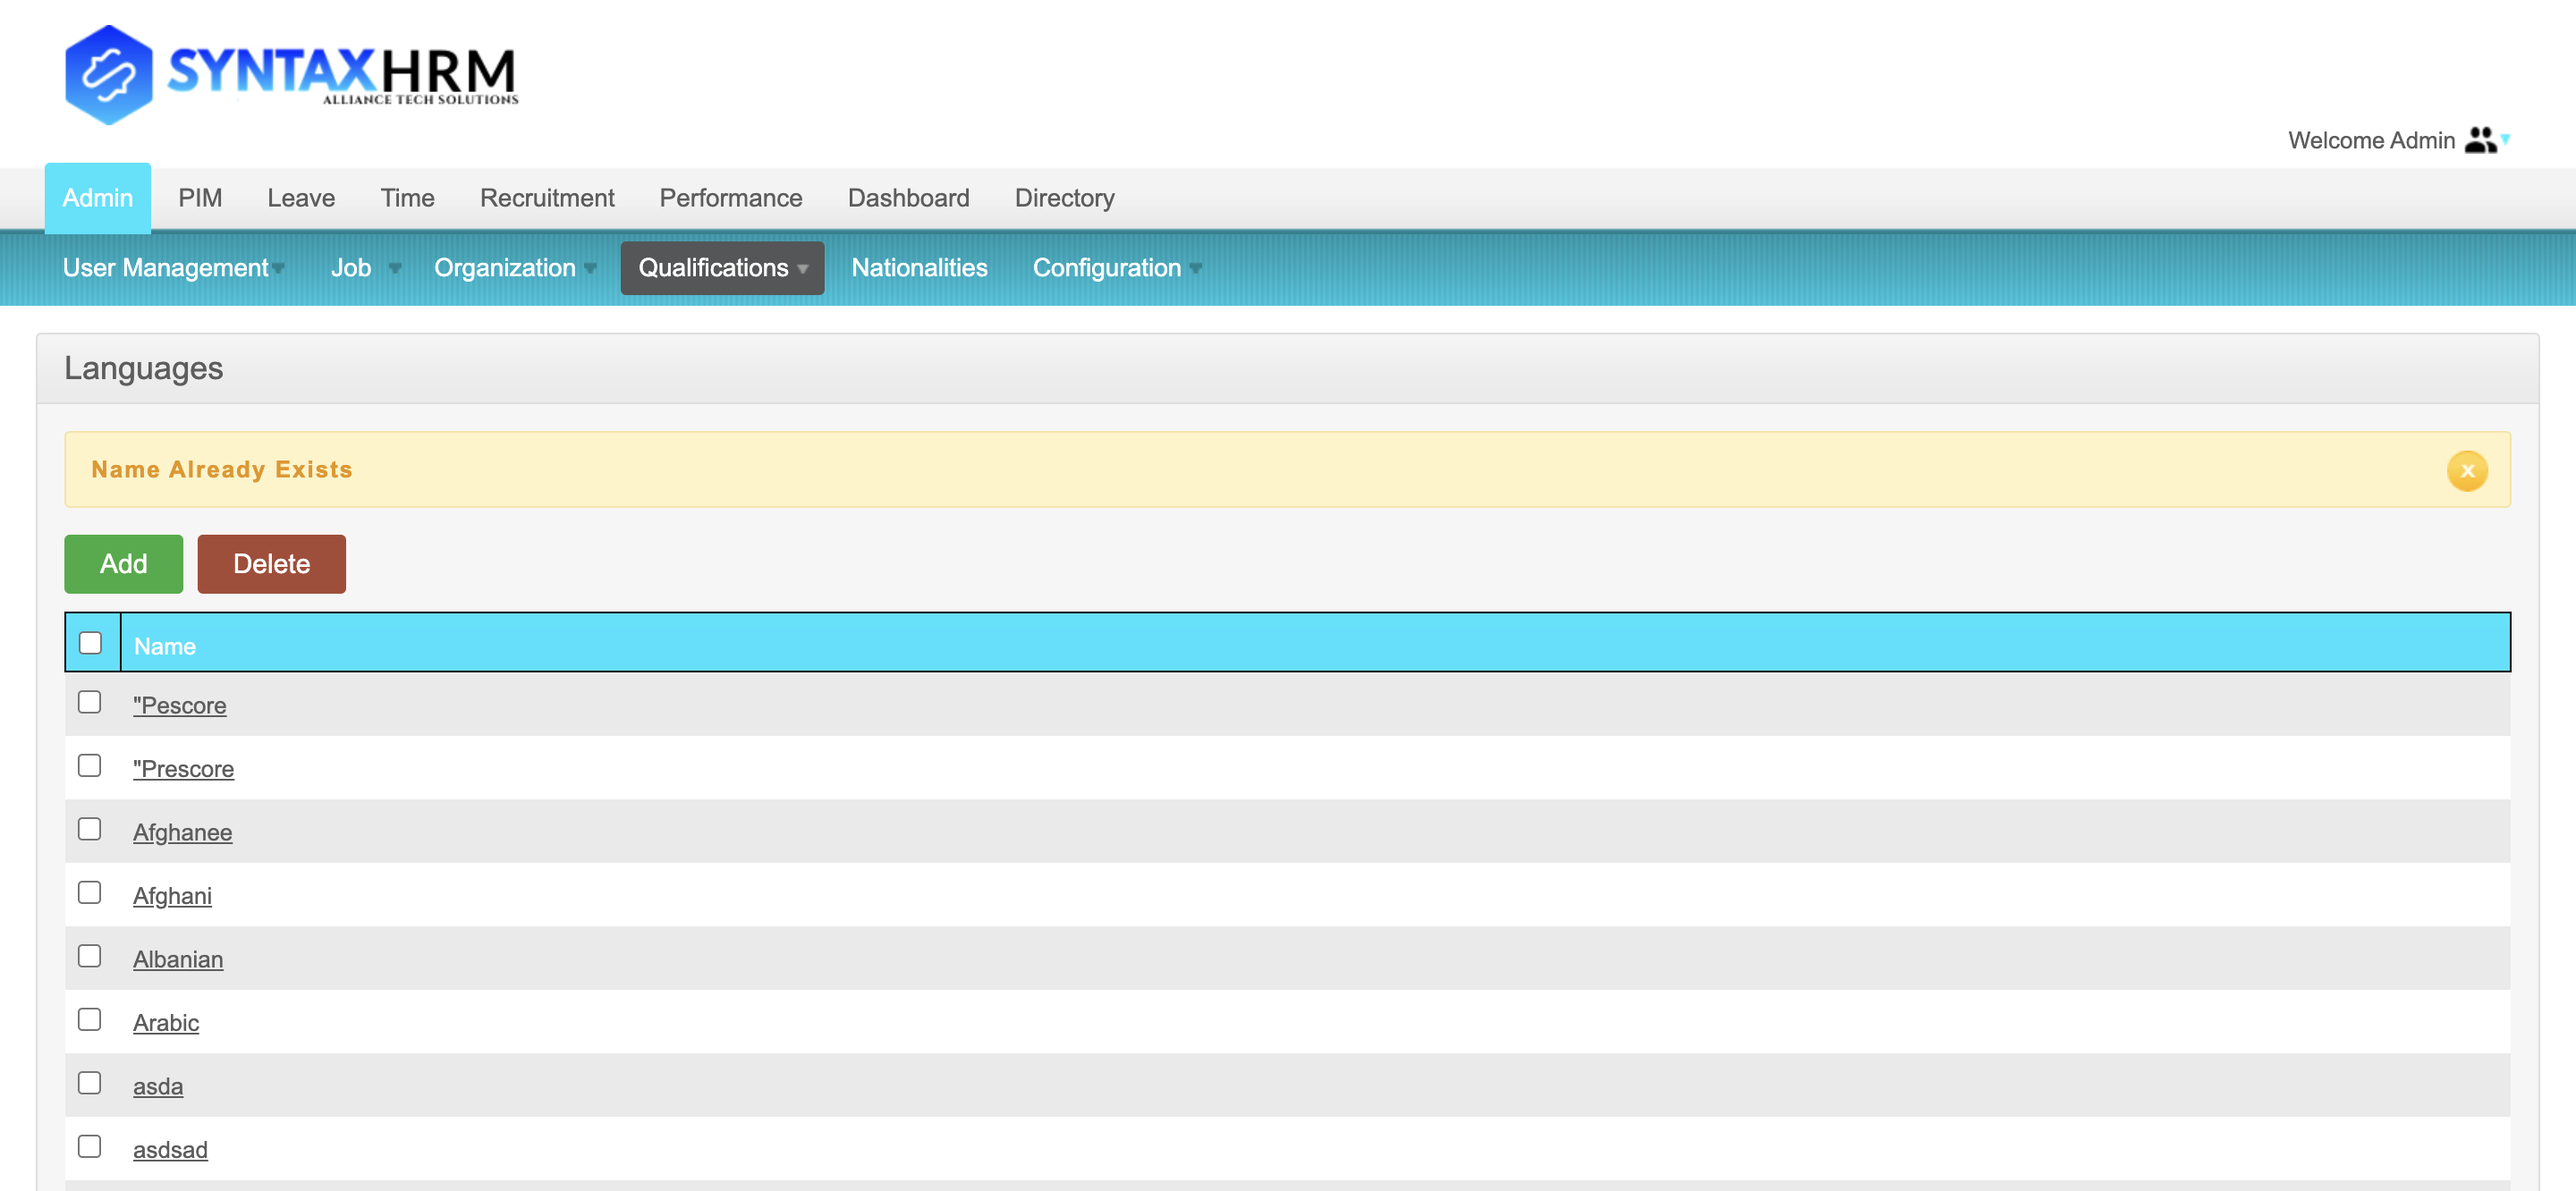 SYNTAXHRM
ALLIANCE TECH SOLUTIONS
Welcome Admin
Admin PIM Leave Time Recruitment Performance Dashboard Directory
User Management Job Organization Qualifications Nationalities Configuration
Languages
Name Already Exists
Add Delete
Name
"Pescore
"Prescore
Afghanee
Afghani
Albanian
Arabic
asda
asdsad